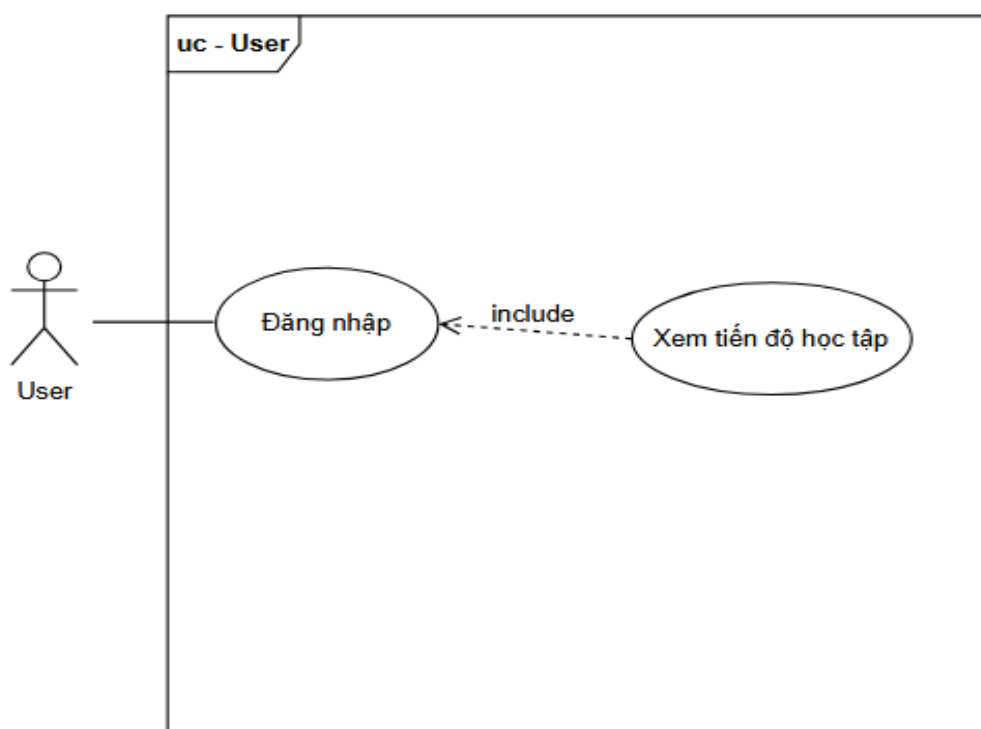 uc - User
Đăng nhập
include
Xem tiến độ học tập
User